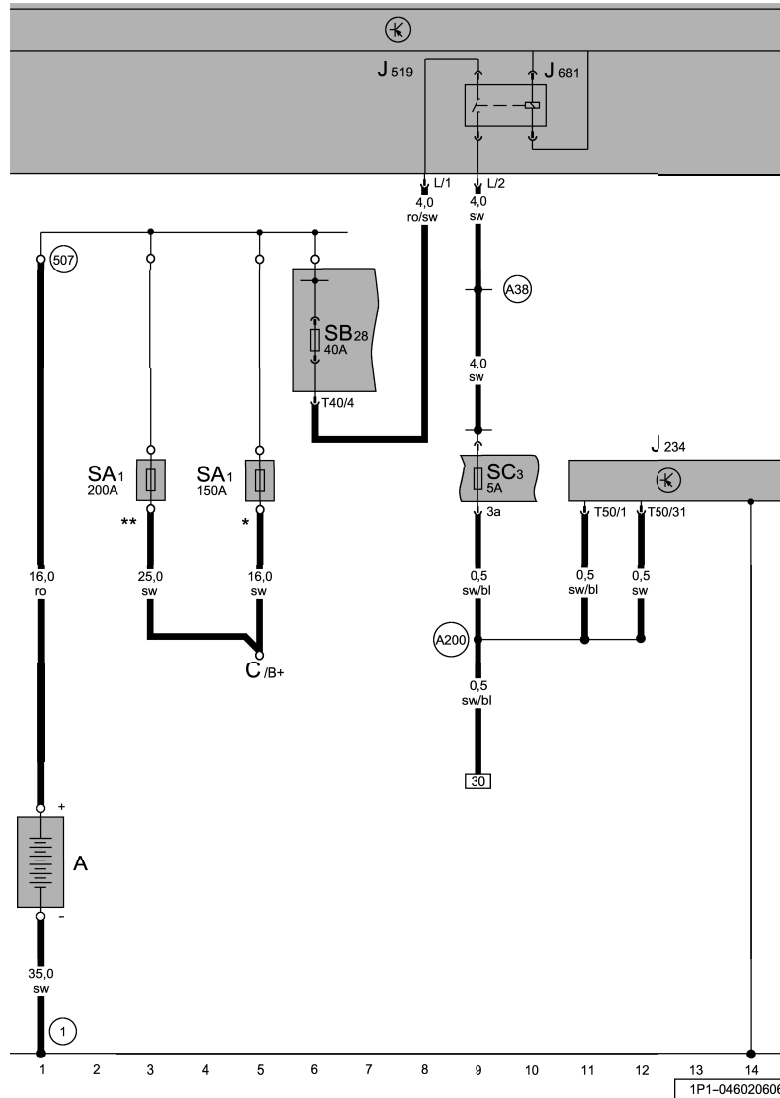 J 519
J 681
L/1
L/2
4,0
ro/sw
4,0
sw
507
A38
SB28
40A
4.0
sw
T40/4
J 234
SA1
200A
SA1
150A
SC3
5A
**
*
3a
T50/1
T50/31
16,0
ro
25,0
sw
16,0
sw
0,5
sw/bl
0,5
sw/bl
0,5
sw
A200
C /B+
0,5
sw/bl
30
+
A
–
35,0
sw
1
1 2 3 4 5 6 7 8 9 10 11 12 13 14
1P1-046020606